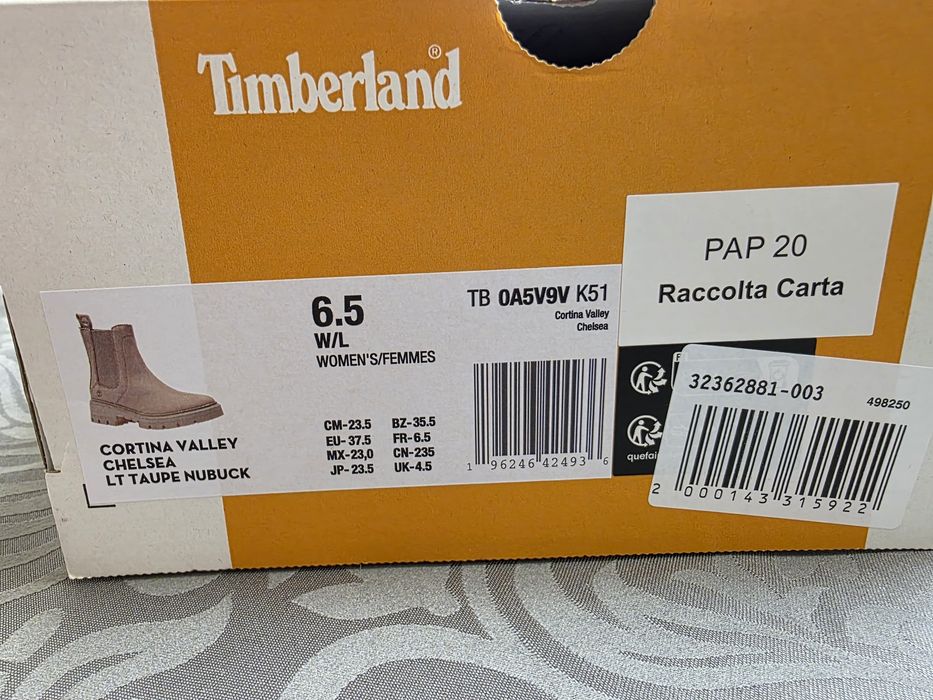 Timberland®
PAP 20
Raccolta Carta
6.5
W/L
WOMEN'S/FEMMES
TB 0A5V9V K51
Cortina Valley
Chelsea
CM-23.5 BZ-35.5
EU- 37.5 FR-6.5
MX-23,0 CN-235
JP- 23.5 UK-4.5
CORTINA VALLEY
CHELSEA
LT TAUPE NUBUCK
1 96246 42493 6
32362881-003
498250
2 000143 315922